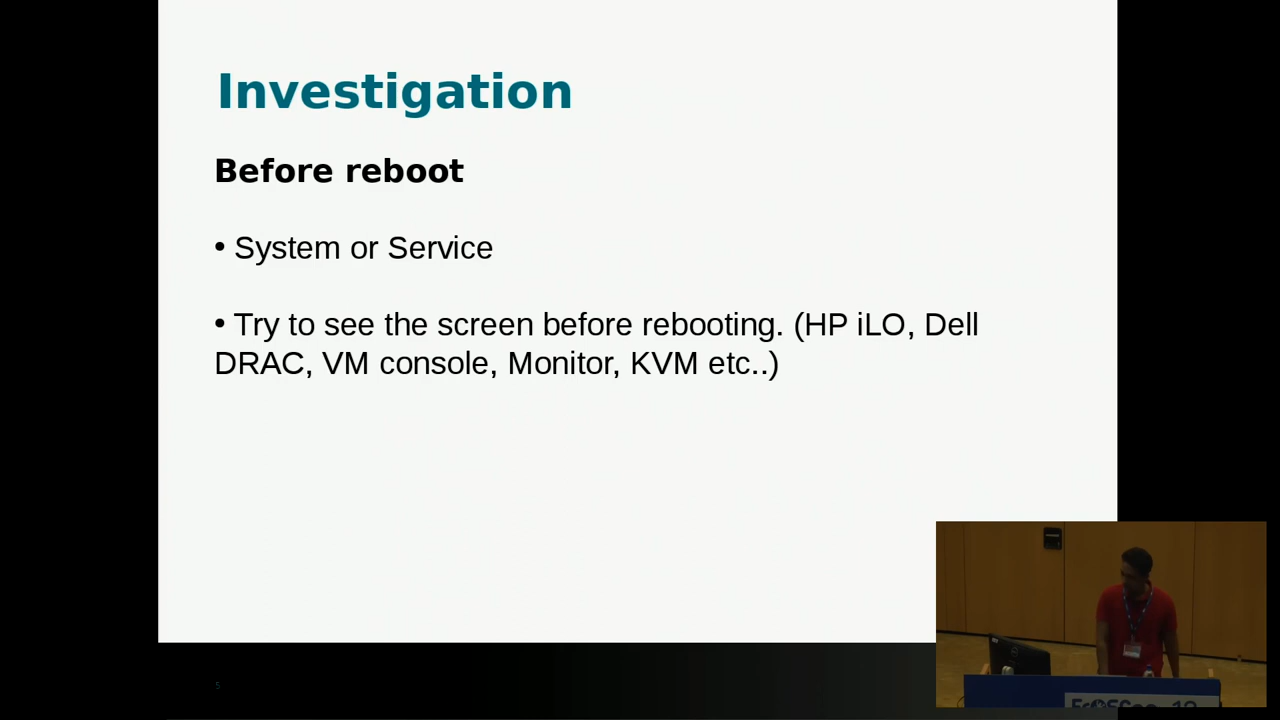 Investigation
Before reboot
• System or Service
• Try to see the screen before rebooting. (HP iLO, Dell
DRAC, VM console, Monitor, KVM etc..)
5